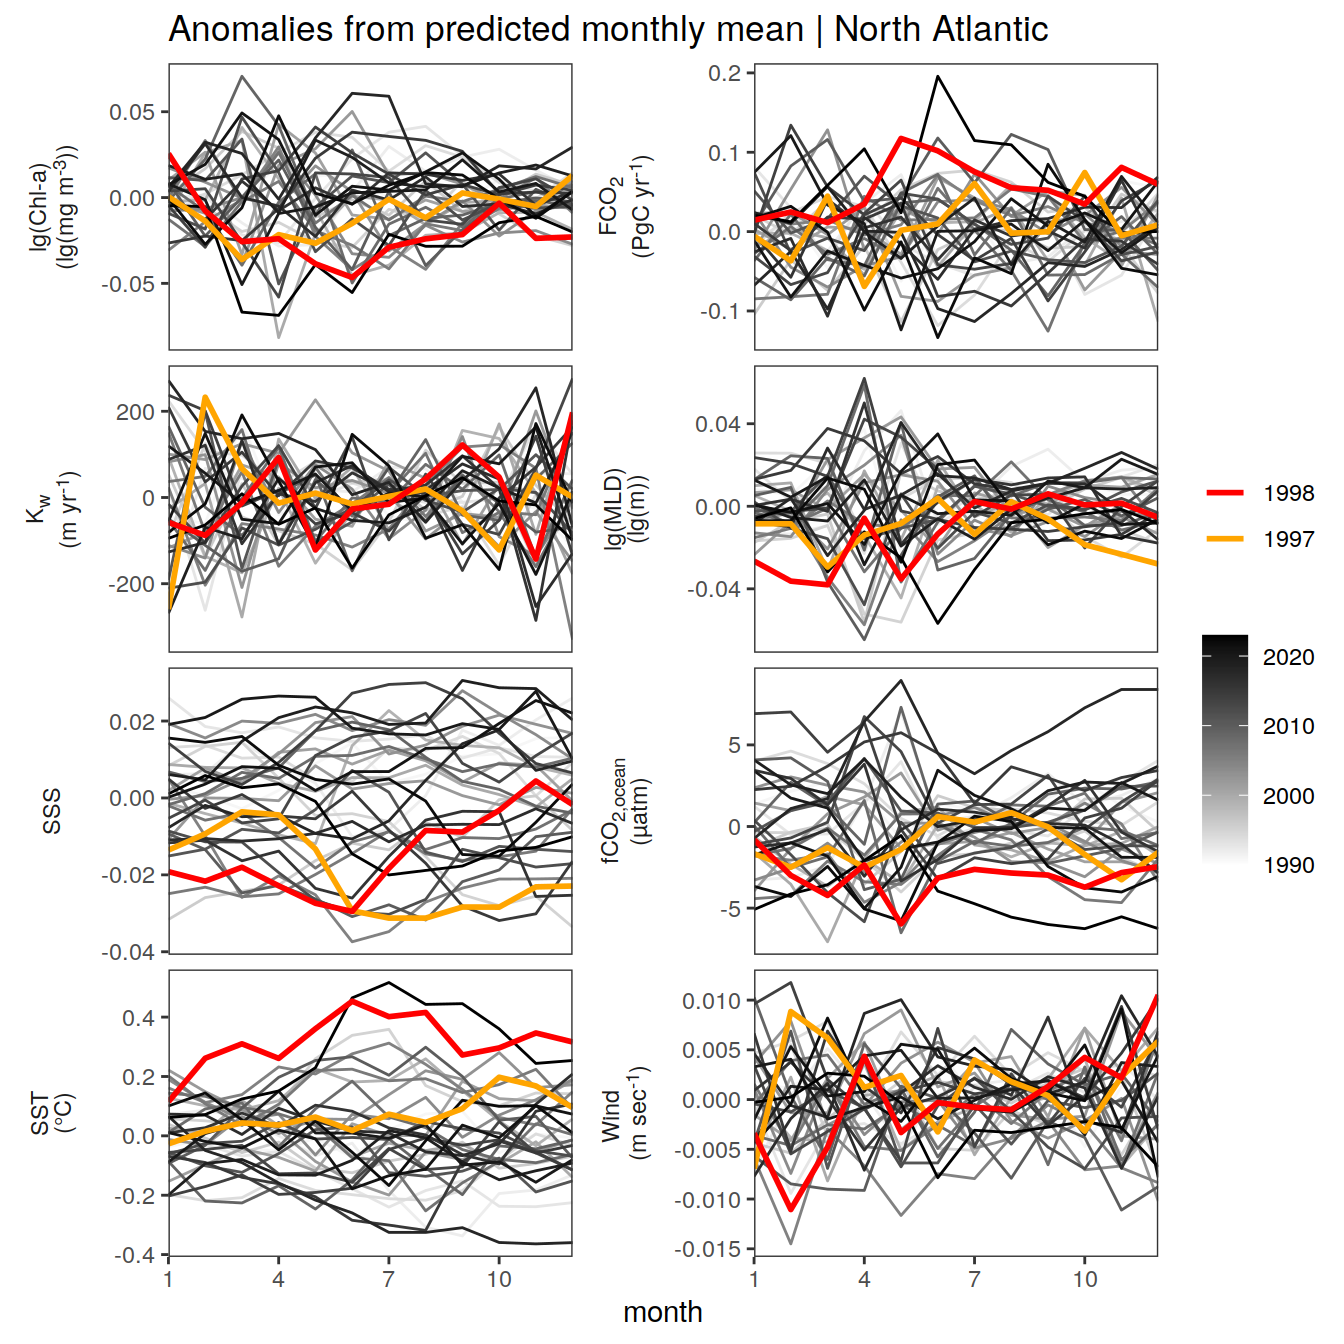 Anomalies from predicted monthly mean | North Atlantic
lg(Chl-a)
(lg(mg m⁻³))
0.05
0.00
-0.05
FCO₂
(PgC yr⁻¹)
0.2
0.1
0.0
-0.1
K_w
(m yr⁻¹)
200
0
-200
lg(MLD)
(lg(m))
0.04
0.00
-0.04
SSS
0.02
0.00
-0.02
-0.04
fCO₂,ocean
(µatm)
5
0
-5
SST
(°C)
0.4
0.2
0.0
-0.2
-0.4
1 4 7 10
Wind
(m sec⁻¹)
0.010
0.005
0.000
-0.005
-0.010
-0.015
1 4 7 10
month
1998
1997
2020
2010
2000
1990